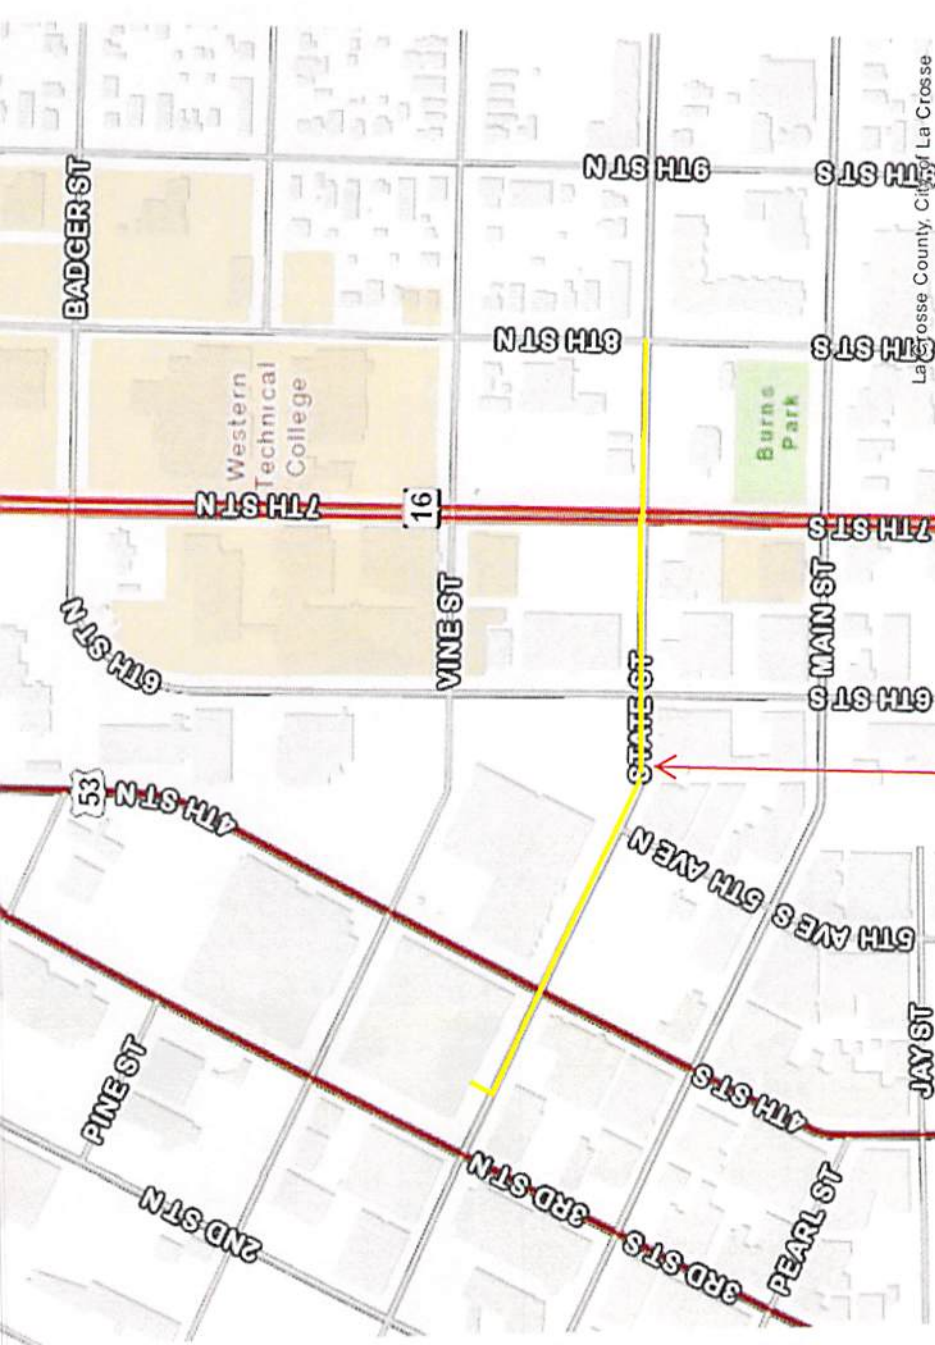 BADGER ST
9TH ST N
9TH ST S
La Crosse County, City of La Crosse
8TH ST N
8TH ST S
Western
Technical
College
Burns
Park
7TH ST N
16
7TH ST S
6TH ST N
VINE ST
STATE ST
MAIN ST
6TH ST S
53
4TH ST N
5TH AVE N
5TH AVE S
JAY ST
PINE ST
4TH ST S
2ND ST N
3RD ST N
3RD ST S
PEARL ST